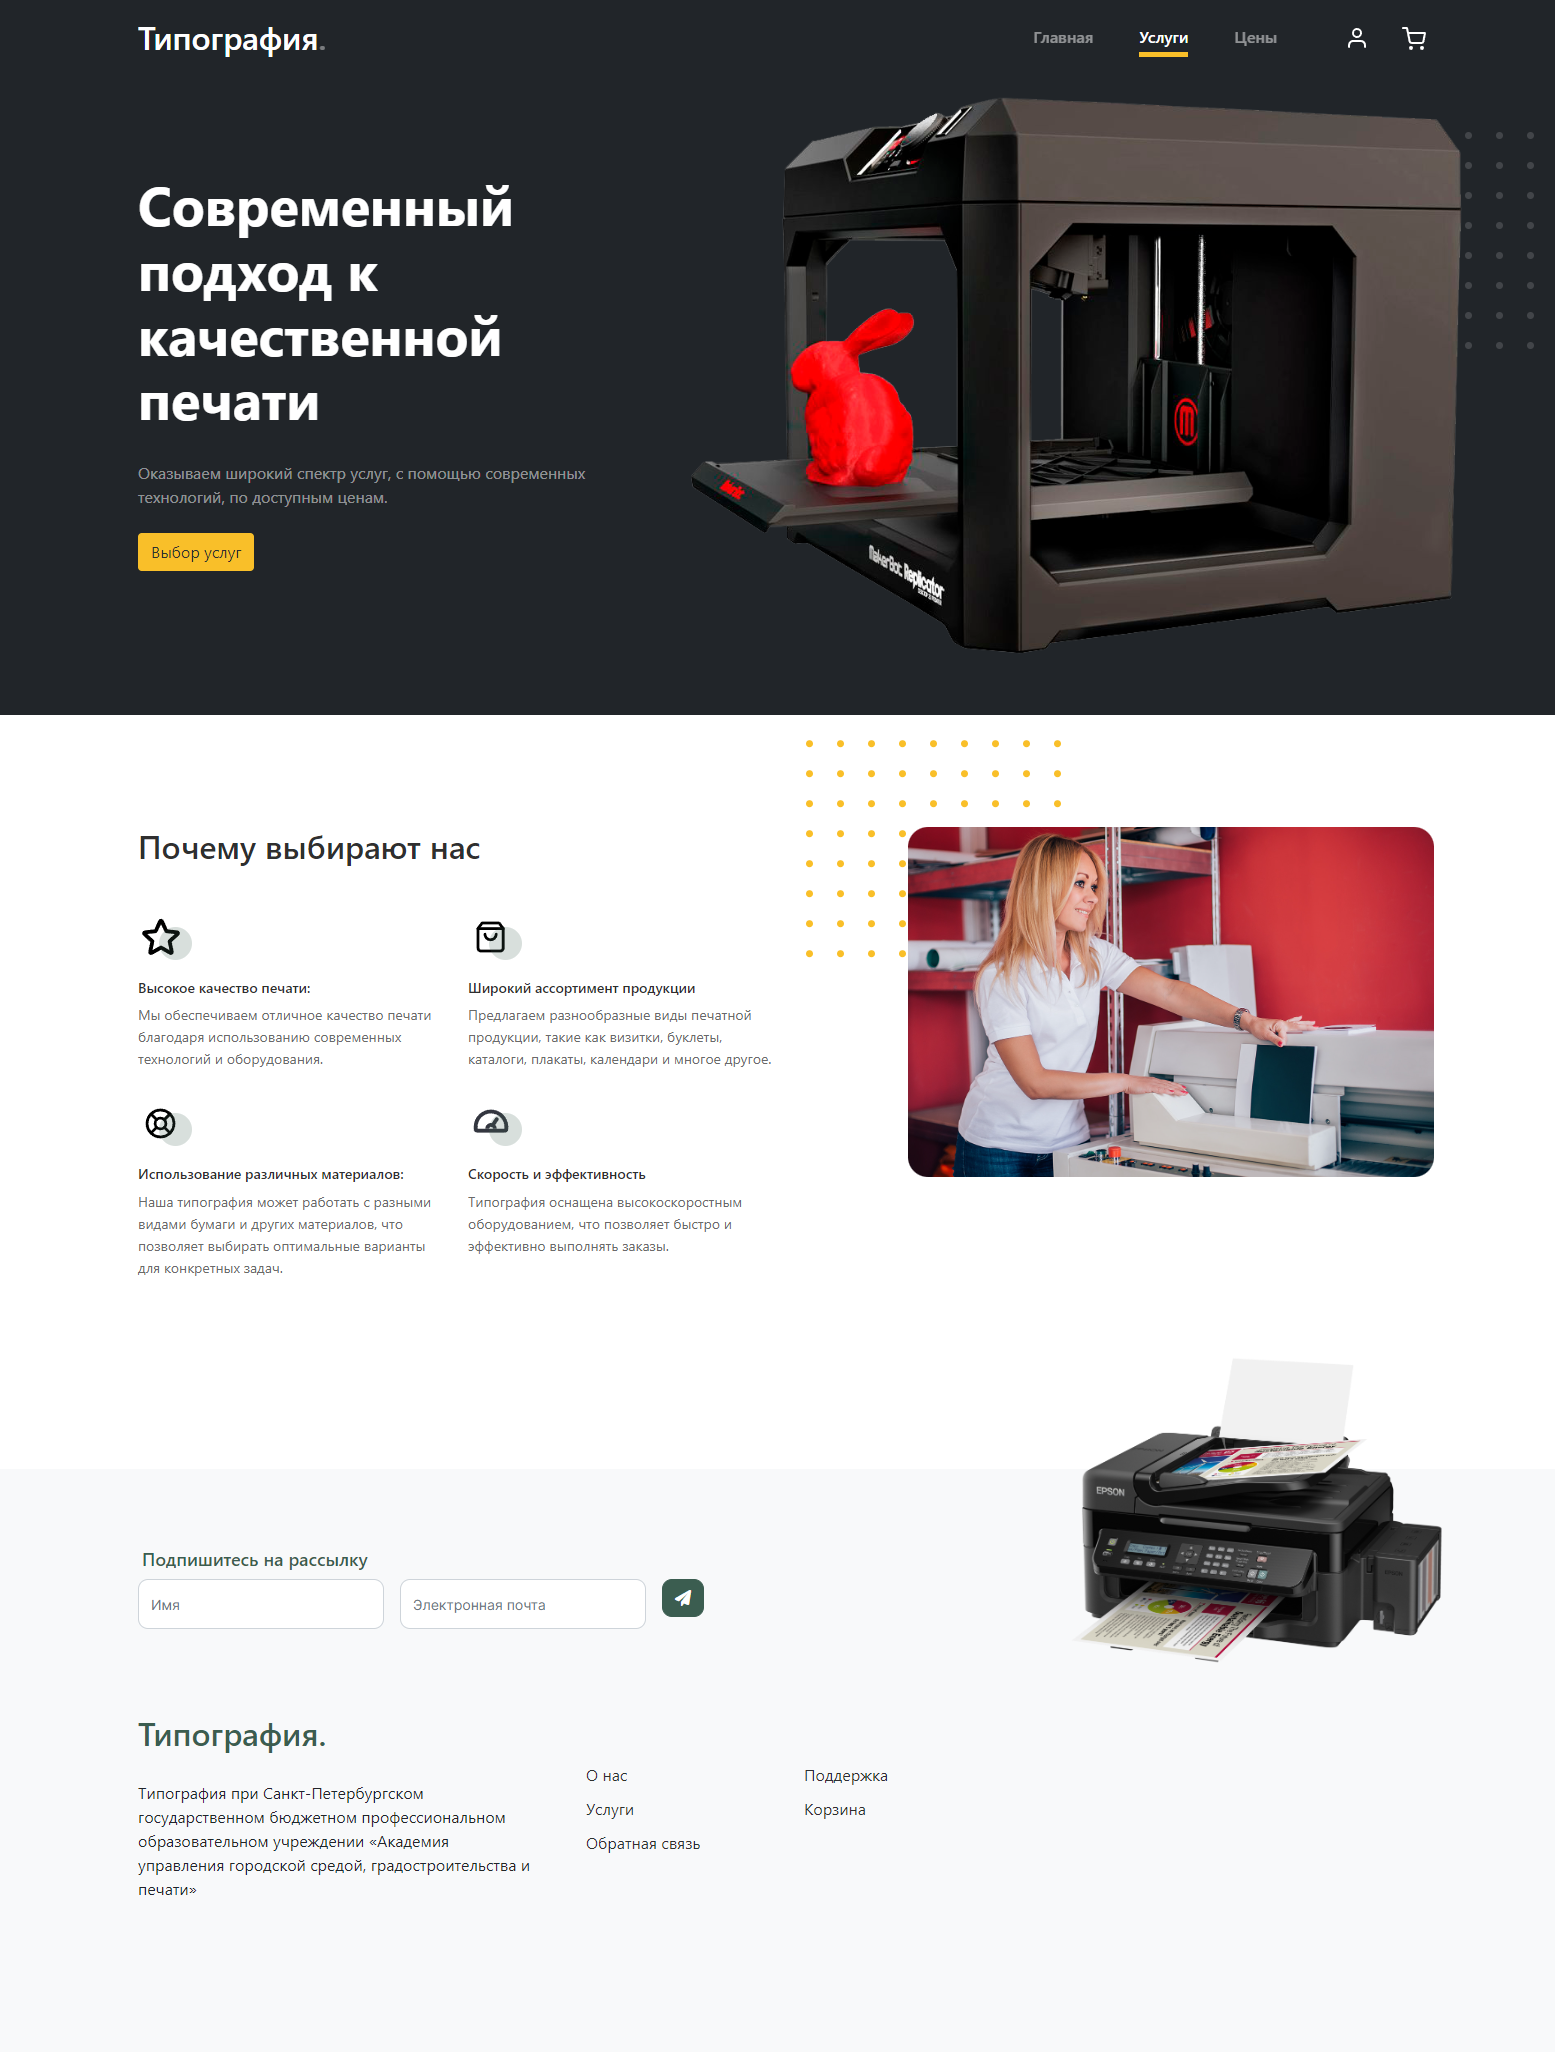 Типография.
Главная Услуги Цены
Современный
подход к
качественной
печати
Оказываем широкий спектр услуг, с помощью современных
технологий, по доступным ценам.
Выбор услуг
MakerBot Replicator
Почему выбирают нас
Высокое качество печати:
Мы обеспечиваем отличное качество печати
благодаря использованию современных
технологий и оборудования.
Широкий ассортимент продукции
Предлагаем разнообразные виды печатной
продукции, такие как визитки, буклеты,
каталоги, плакаты, календари и многое другое.
Использование различных материалов:
Наша типография может работать с разными
видами бумаги и других материалов, что
позволяет выбирать оптимальные варианты
для конкретных задач.
Скорость и эффективность
Типография оснащена высокоскоростным
оборудованием, что позволяет быстро и
эффективно выполнять заказы.
EPSON
Подпишитесь на рассылку
Имя
Электронная почта
Типография.
Типография при Санкт-Петербургском
государственном бюджетном профессиональном
образовательном учреждении «Академия
управления городской средой, градостроительства и
печати»
О нас
Услуги
Обратная связь
Поддержка
Корзина